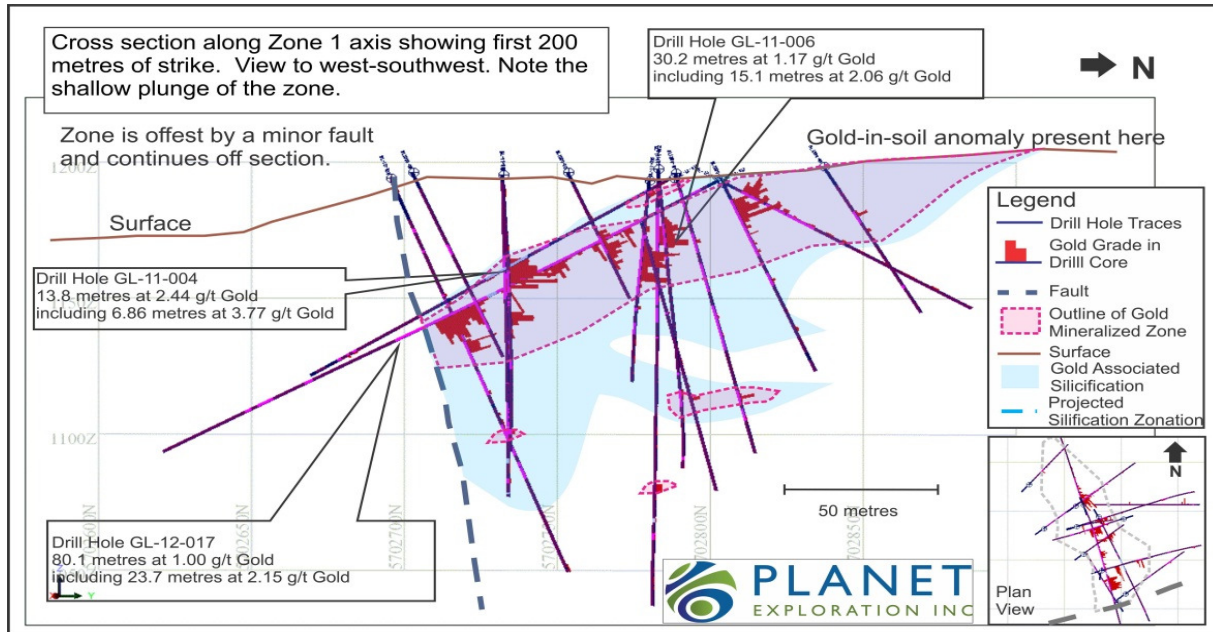 Cross section along Zone 1 axis showing first 200
metres of strike. View to west-southwest. Note the
shallow plunge of the zone.
Drill Hole GL-11-006
30.2 metres at 1.17 g/t Gold
including 15.1 metres at 2.06 g/t Gold
N
Zone is offest by a minor fault
and continues off section.
Gold-in-soil anomaly present here
1200Z
Surface
Drill Hole GL-11-004
13.8 metres at 2.44 g/t Gold
including 6.86 metres at 3.77 g/t Gold
1100Z
Legend
Drill Hole Traces
Gold Grade in
Drilll Core
Fault
Outline of Gold
Mineralized Zone
Surface
Gold Associated
Silicification
Projected
Silification Zonation
5702600N
5702650N
5702700N
50 metres
Drill Hole GL-12-017
80.1 metres at 1.00 g/t Gold
including 23.7 metres at 2.15 g/t Gold
Y
PLANET
EXPLORATION INC
N
Plan
View